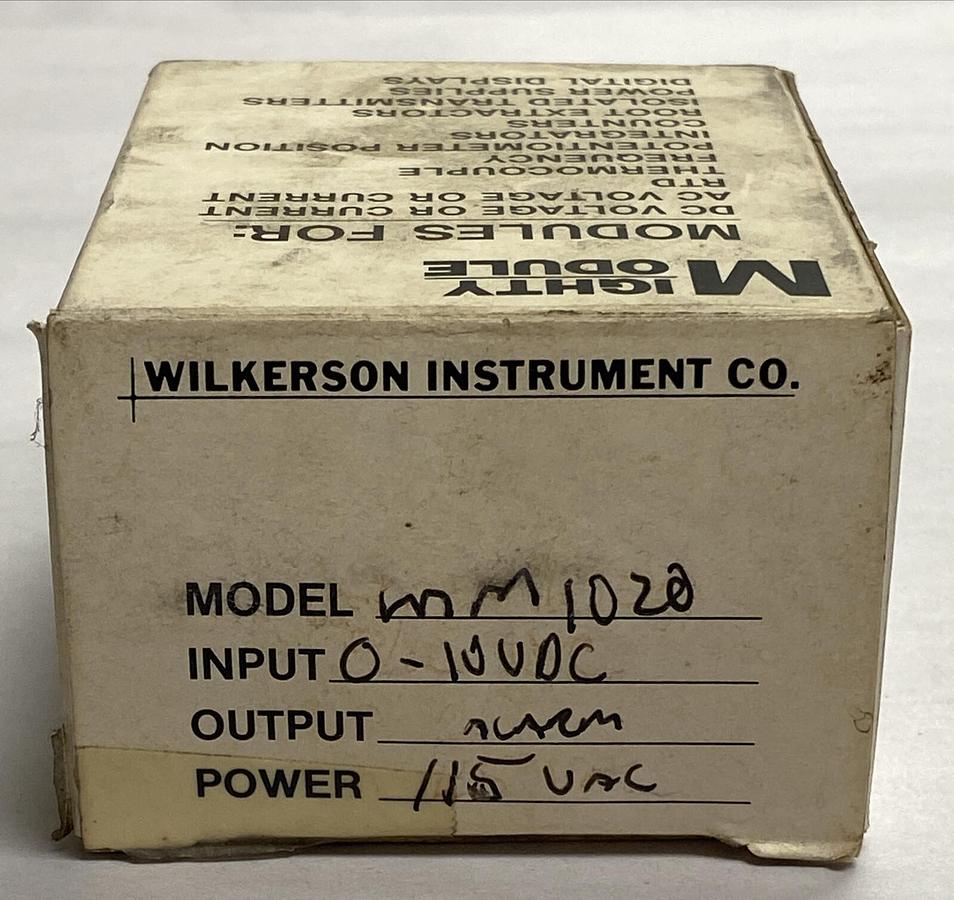 MIGHTY MODULE
MODULES FOR:
DC VOLTAGE OR CURRENT
AC VOLTAGE OR CURRENT
RTD
THERMOCOUPLE
FREQUENCY
POTENTIOMETER POSITION
INTEGRATORS
COUNTERS
ROOT EXTRACTORS
ISOLATED TRANSMITTERS
POWER SUPPLIES
DIGITAL DISPLAYS
WILKERSON INSTRUMENT CO.
MODEL MM1020
INPUT 0-10VDC
OUTPUT ALARM
POWER 115 VAC